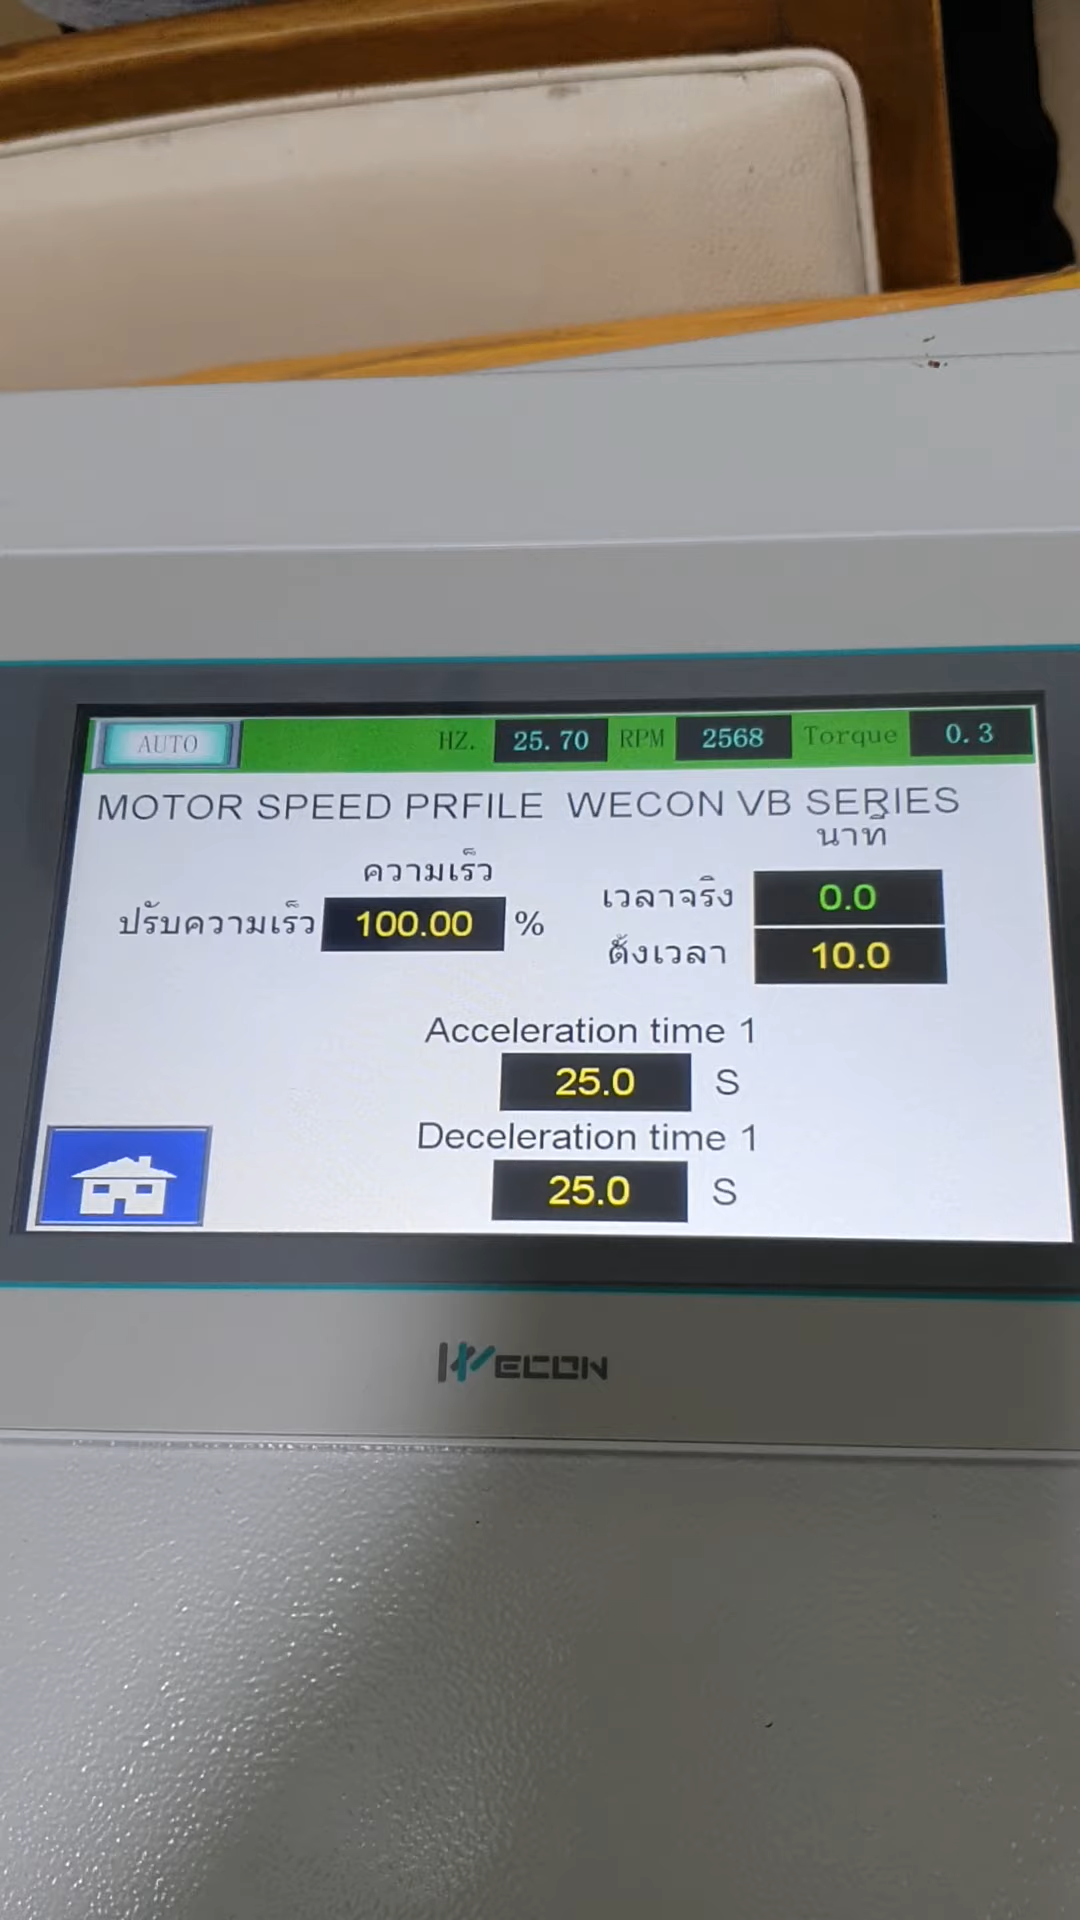 AUTO HZ. 25.70 RPM 2568 Torque 0.3
MOTOR SPEED PRFILE WECON VB SERIES
นาที
ความเร็ว
ปรับความเร็ว 100.00 %
เวลาจริง 0.0
ตั้งเวลา 10.0
Acceleration time 1
25.0 S
Deceleration time 1
25.0 S
WECON